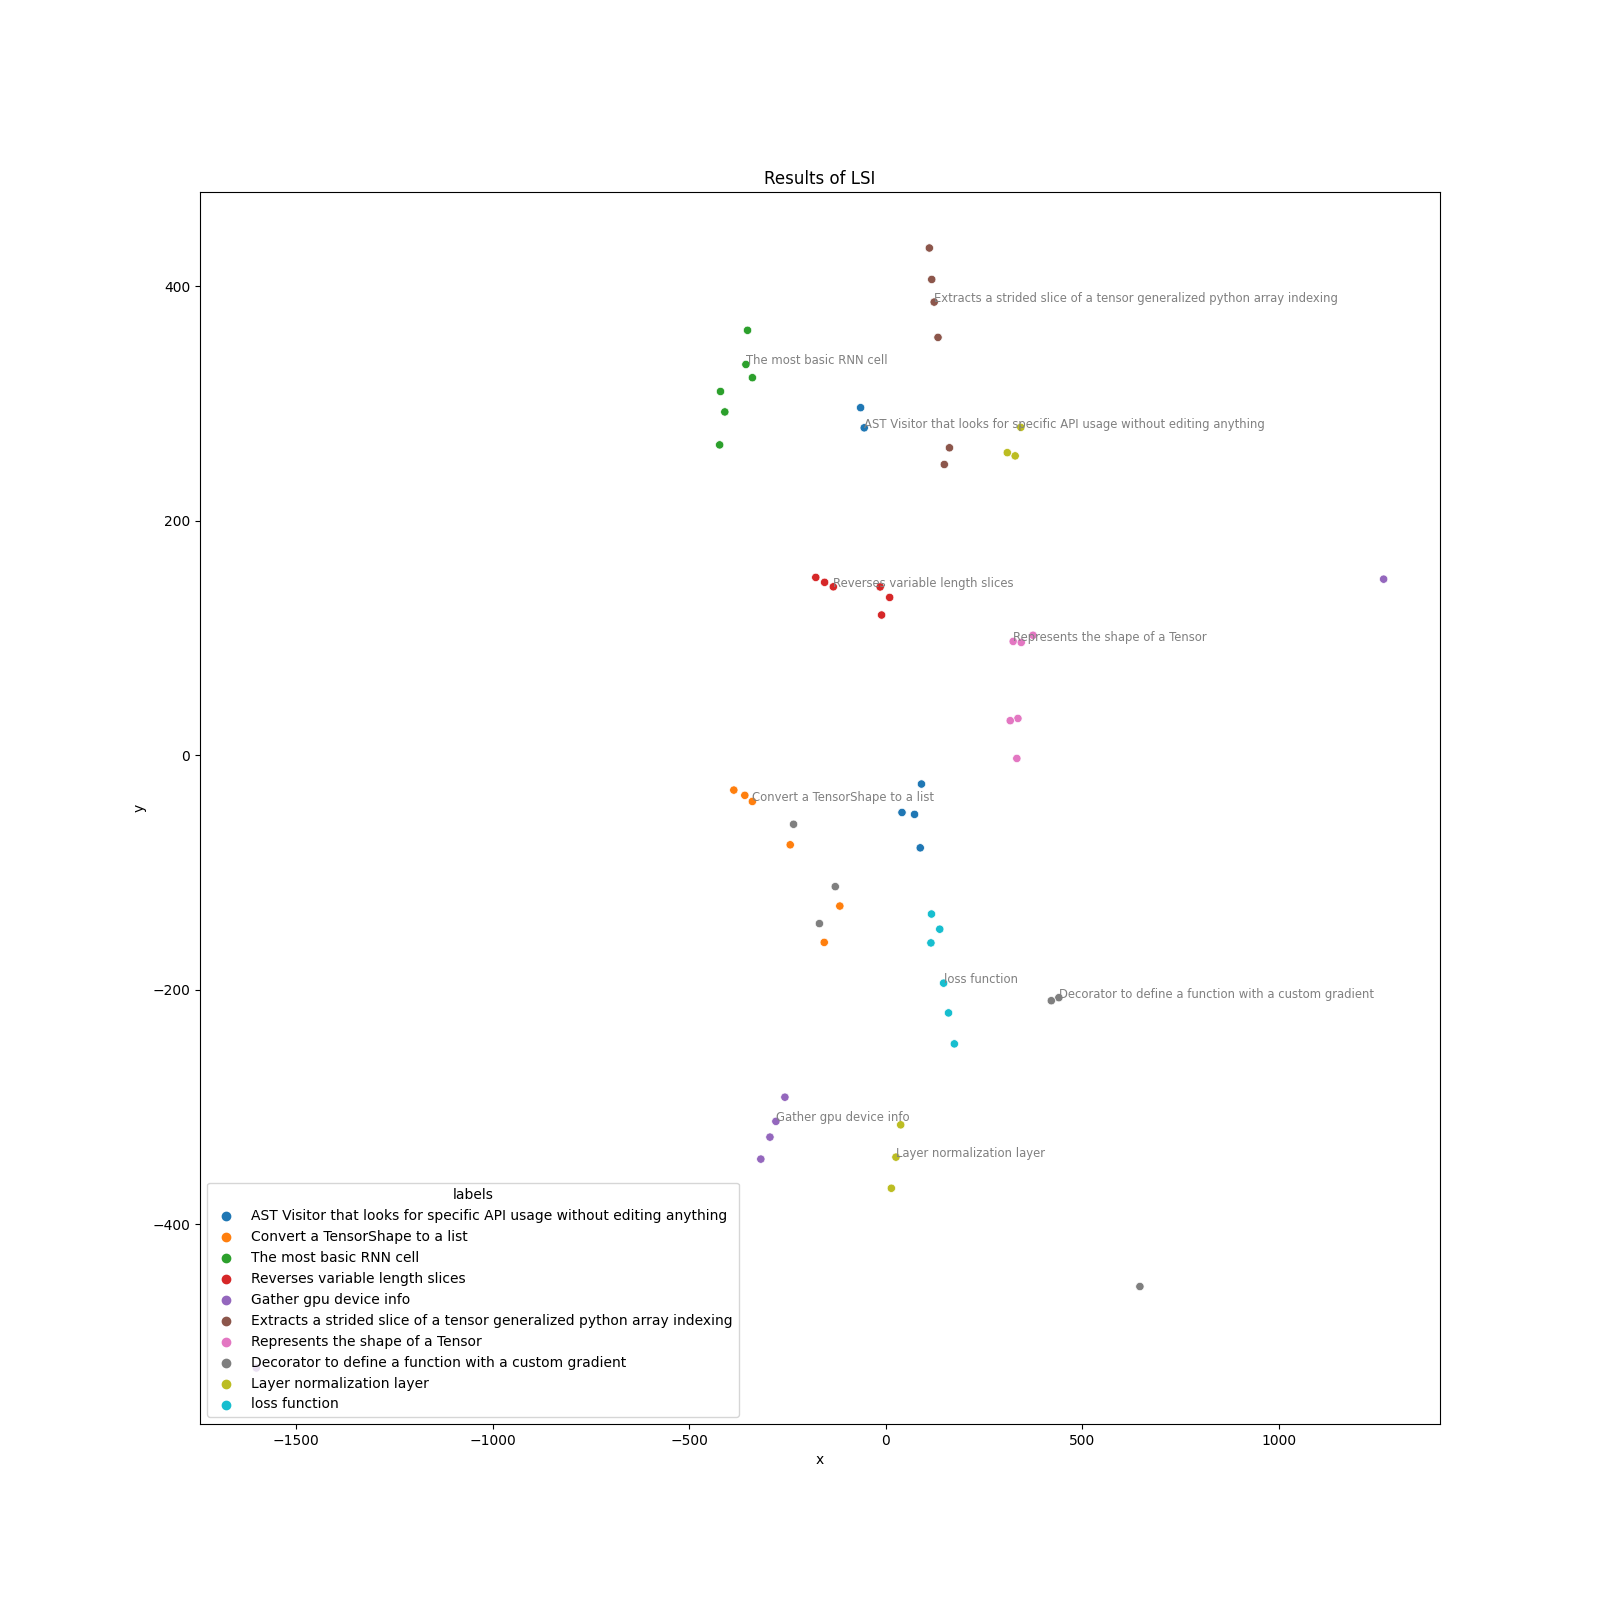 Results of LSI
400
Extracts a strided slice of a tensor generalized python array indexing
The most basic RNN cell
AST Visitor that looks for specific API usage without editing anything
200
Reverses variable length slices
Represents the shape of a Tensor
0
Convert a TensorShape to a list
y
−200
loss function
Decorator to define a function with a custom gradient
Gather gpu device info
Layer normalization layer
−400
labels
AST Visitor that looks for specific API usage without editing anything
Convert a TensorShape to a list
The most basic RNN cell
Reverses variable length slices
Gather gpu device info
Extracts a strided slice of a tensor generalized python array indexing
Represents the shape of a Tensor
Decorator to define a function with a custom gradient
Layer normalization layer
loss function
−1500 −1000 −500 0 500 1000
x